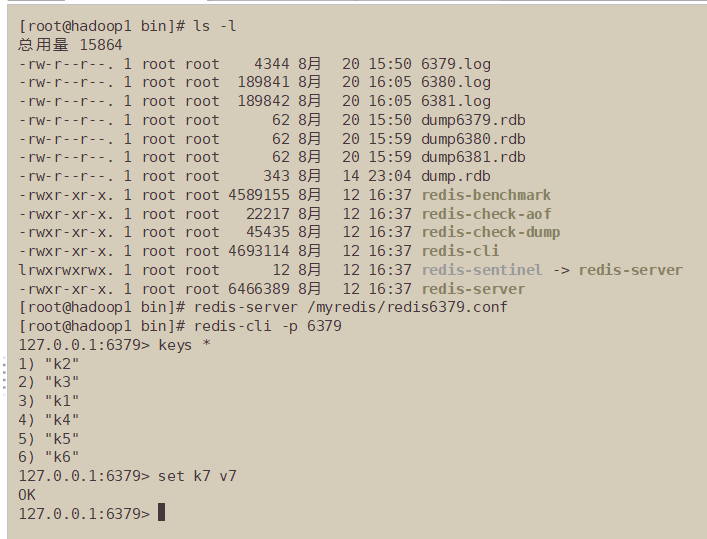 [root@hadoop1 bin]# ls -l
总用量 15864
-rw-r--r--. 1 root root    4344 8月  20 15:50 6379.log
-rw-r--r--. 1 root root  189841 8月  20 16:05 6380.log
-rw-r--r--. 1 root root  189842 8月  20 16:05 6381.log
-rw-r--r--. 1 root root      62 8月  20 15:50 dump6379.rdb
-rw-r--r--. 1 root root      62 8月  20 15:59 dump6380.rdb
-rw-r--r--. 1 root root      62 8月  20 15:59 dump6381.rdb
-rw-r--r--. 1 root root     343 8月  14 23:04 dump.rdb
-rwxr-xr-x. 1 root root 4589155 8月  12 16:37 redis-benchmark
-rwxr-xr-x. 1 root root   22217 8月  12 16:37 redis-check-aof
-rwxr-xr-x. 1 root root   45435 8月  12 16:37 redis-check-dump
-rwxr-xr-x. 1 root root 4693114 8月  12 16:37 redis-cli
lrwxrwxrwx. 1 root root      12 8月  12 16:37 redis-sentinel -> redis-server
-rwxr-xr-x. 1 root root 6466389 8月  12 16:37 redis-server
[root@hadoop1 bin]# redis-server /myredis/redis6379.conf
[root@hadoop1 bin]# redis-cli -p 6379
127.0.0.1:6379> keys *
1) "k2"
2) "k3"
3) "k1"
4) "k4"
5) "k5"
6) "k6"
127.0.0.1:6379> set k7 v7
OK
127.0.0.1:6379>